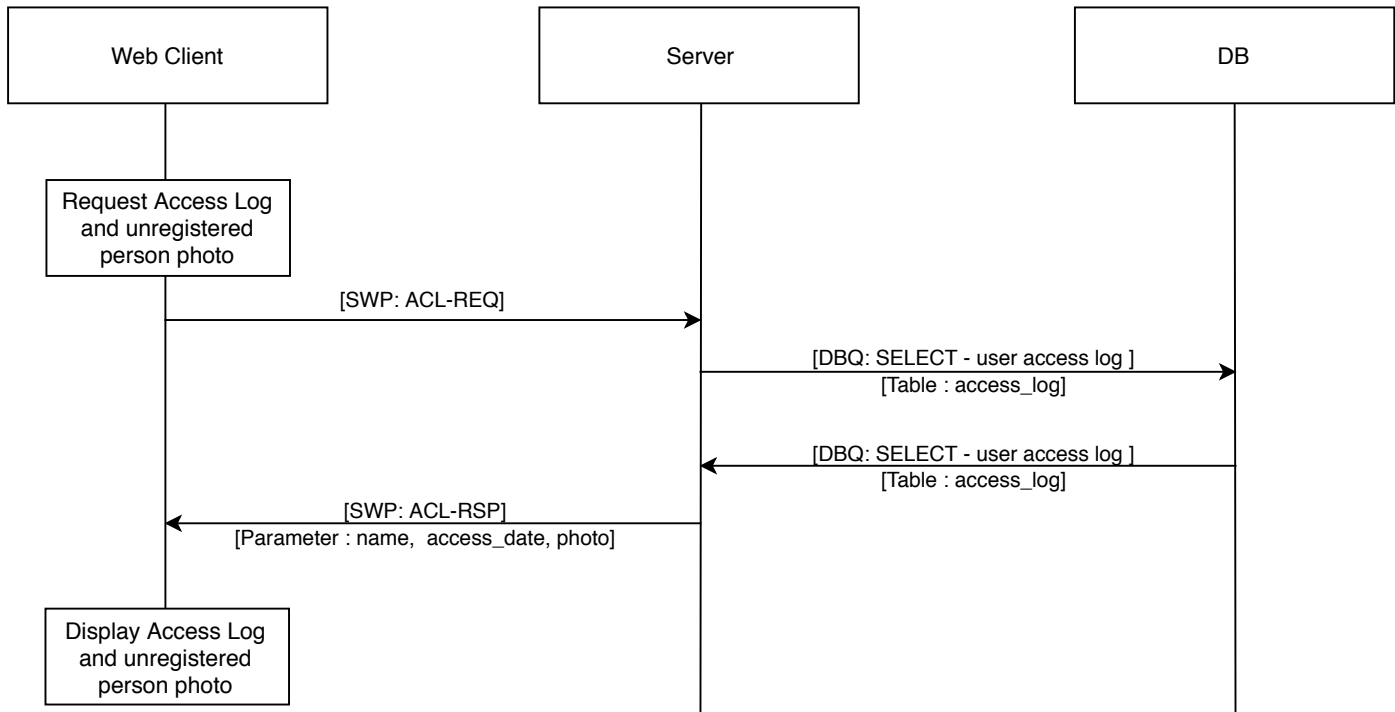 Web Client
Server
DB
Request Access Log
and unregistered
person photo
[SWP: ACL-REQ]
[DBQ: SELECT - user access log ]
[Table : access_log]
[DBQ: SELECT - user access log ]
[Table : access_log]
[SWP: ACL-RSP]
[Parameter : name,  access_date, photo]
Display Access Log
and unregistered
person photo